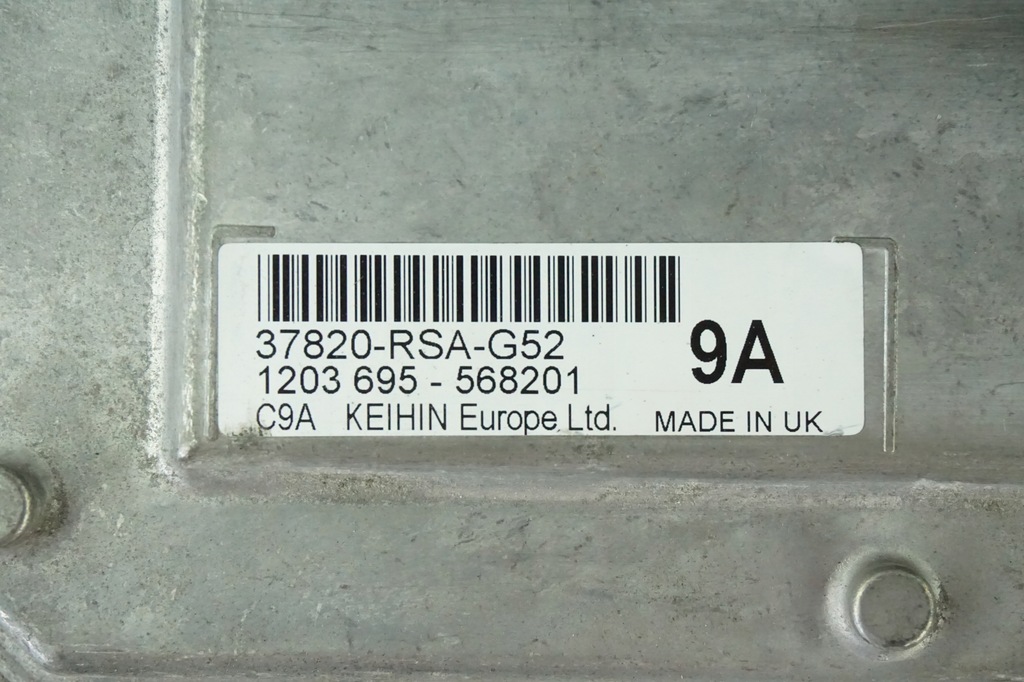 37820-RSA-G52
1203 695 - 568201
9A
C9A KEIHIN Europe Ltd. MADE IN UK